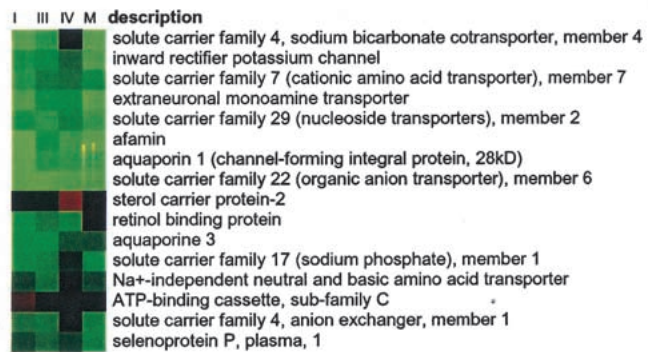 I III IV M description
solute carrier family 4, sodium bicarbonate cotransporter, member 4
inward rectifier potassium channel
solute carrier family 7 (cationic amino acid transporter), member 7
extraneuronal monoamine transporter
solute carrier family 29 (nucleoside transporters), member 2
afamin
aquaporin 1 (channel-forming integral protein, 28kD)
solute carrier family 22 (organic anion transporter), member 6
sterol carrier protein-2
retinol binding protein
aquaporine 3
solute carrier family 17 (sodium phosphate), member 1
Na+-independent neutral and basic amino acid transporter
ATP-binding cassette, sub-family C
solute carrier family 4, anion exchanger, member 1
selenoprotein P, plasma, 1